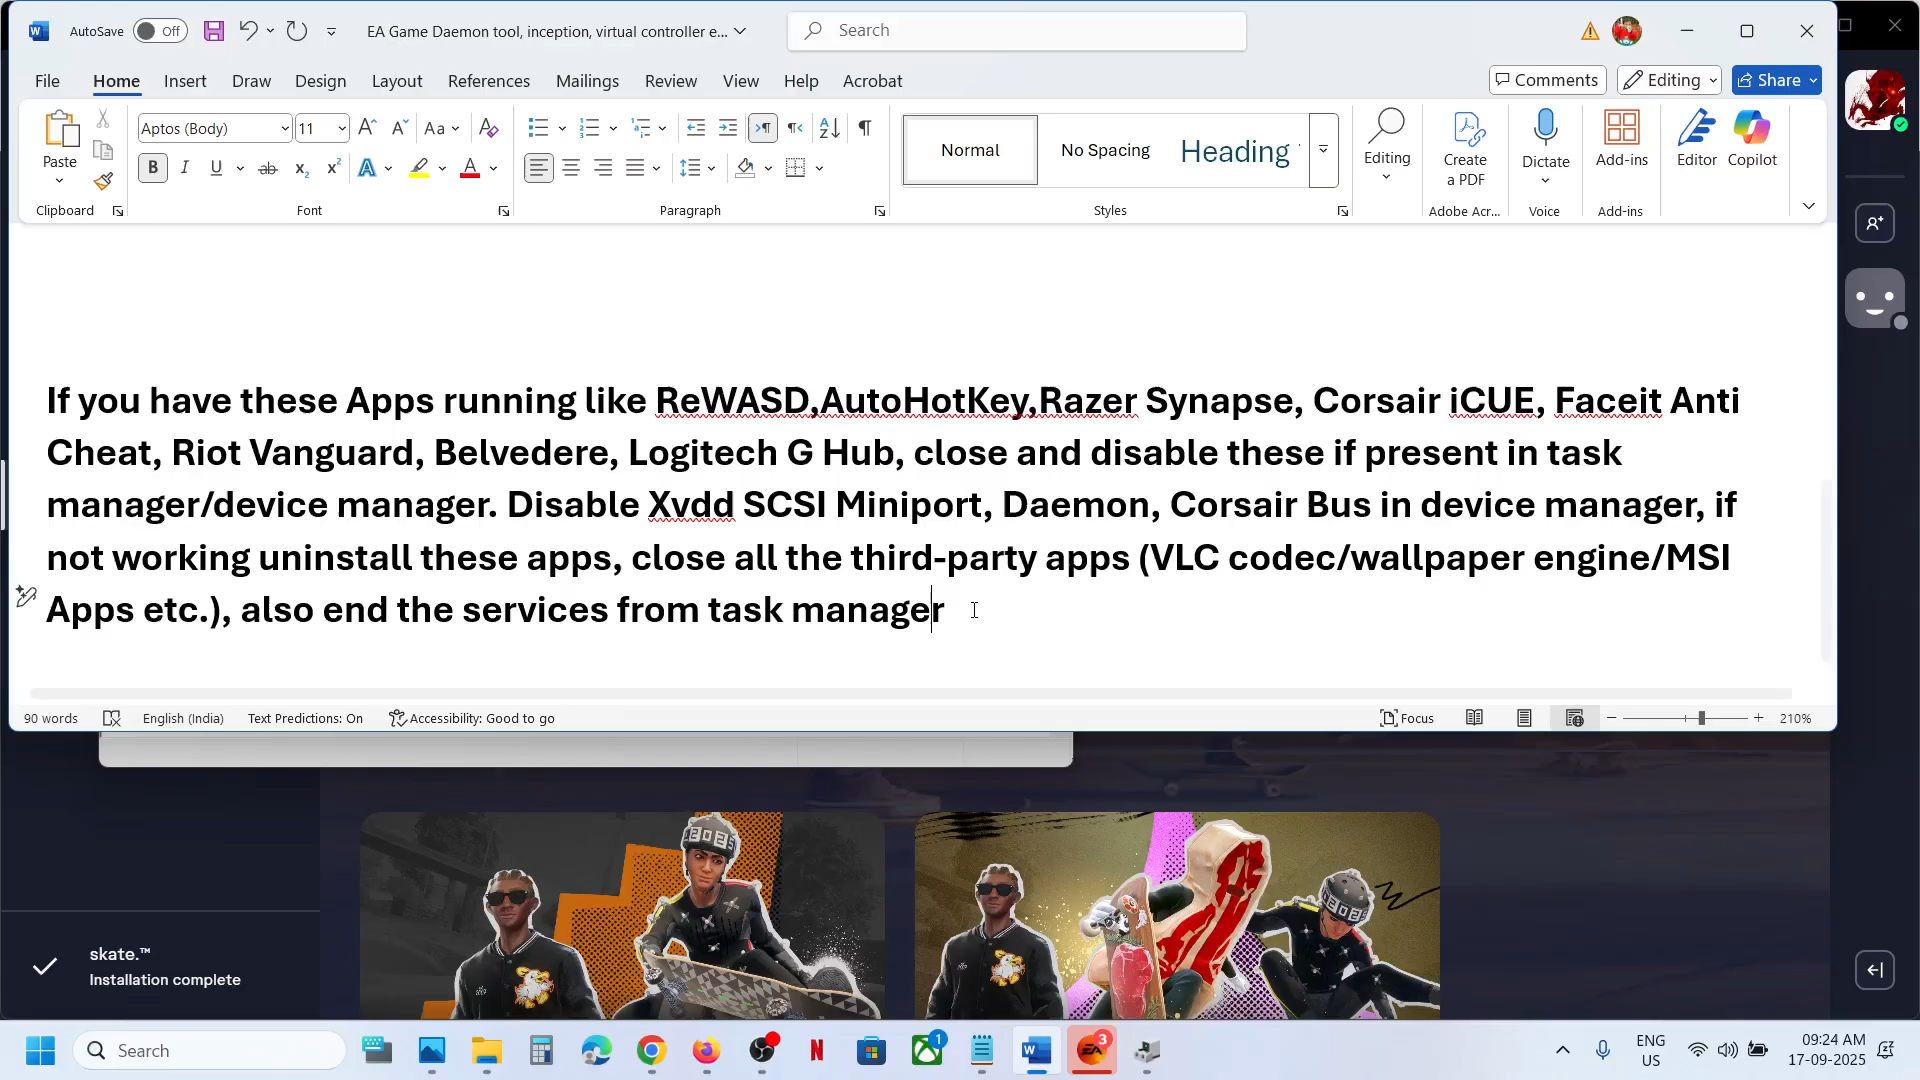 AutoSave Off EA Game Daemon tool, inception, virtual controller e... Search
File Home Insert Draw Design Layout References Mailings Review View Help Acrobat Comments Editing Share
Aptos (Body) 11 Aa
Paste
B I U ab x₂ x² A A
Normal No Spacing Heading
Editing Create a PDF Dictate Add-ins Editor Copilot
Clipboard Font Paragraph Styles Adobe Acr... Voice Add-ins
If you have these Apps running like ReWASD,AutoHotKey,Razer Synapse, Corsair iCUE, Faceit Anti
Cheat, Riot Vanguard, Belvedere, Logitech G Hub, close and disable these if present in task
manager/device manager. Disable Xvdd SCSI Miniport, Daemon, Corsair Bus in device manager, if
not working uninstall these apps, close all the third-party apps (VLC codec/wallpaper engine/MSI
Apps etc.), also end the services from task manager
90 words English (India) Text Predictions: On Accessibility: Good to go Focus 210%
skate.™
Installation complete
Search
EA 3 1
ENG
US
09:24 AM
17-09-2025